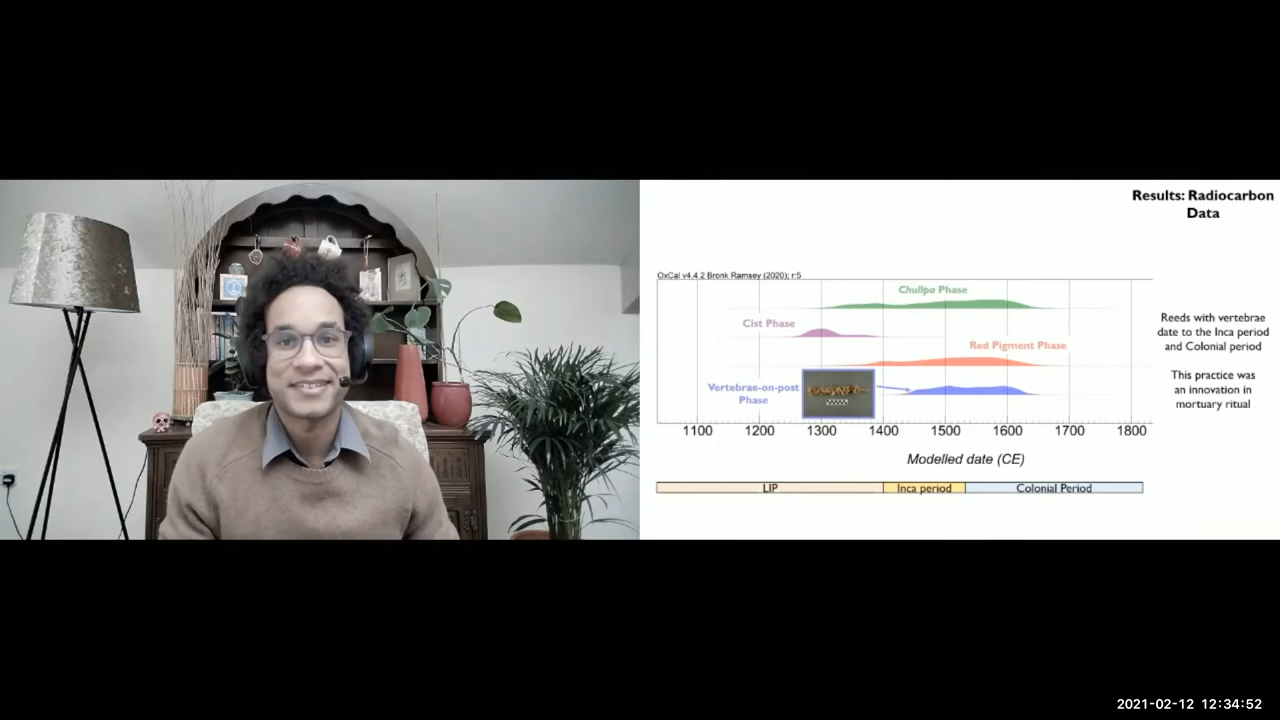 Results: Radiocarbon
Data
OxCal v4.4.2 Bronk Ramsey (2020); r:5
Chullpa Phase
Cist Phase
Red Pigment Phase
Vertebrae-on-post
Phase
Reeds with vertebrae
date to the Inca period
and Colonial period
This practice was
an innovation in
mortuary ritual
1100 1200 1300 1400 1500 1600 1700 1800
Modelled date (CE)
LIP Inca period Colonial Period
2021-02-12 12:34:52